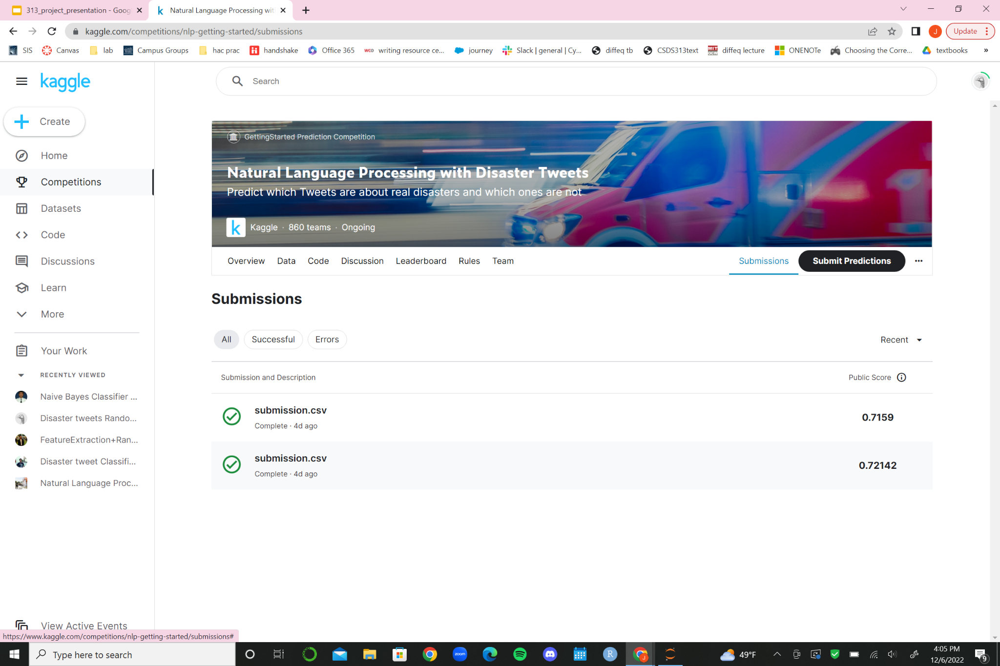 313_project_presentation - Goog
Natural Language Processing wit
kaggle.com/competitions/nlp-getting-started/submissions
J
Update
SIS
Canvas
lab
Campus Groups
hac prac
handshake
Office 365
writing resource ce...
journey
Slack | general | Cy...
diffeq tb
CSDS313text
diffeq lecture
ONENOTe
Choosing the Corre...
textbooks
»
kaggle
Search
Create
Home
Competitions
Datasets
Code
Discussions
Learn
More
Your Work
RECENTLY VIEWED
Naive Bayes Classifier ...
Disaster tweets Rando...
FeatureExtraction+Ran...
Disaster tweet Classifi...
Natural Language Proc...
View Active Events
GettingStarted Prediction Competition
Natural Language Processing with Disaster Tweets
Predict which Tweets are about real disasters and which ones are not
k
Kaggle · 860 teams · Ongoing
Overview
Data
Code
Discussion
Leaderboard
Rules
Team
Submissions
Submit Predictions
Submissions
All
Successful
Errors
Recent
Submission and Description
Public Score
submission.csv
Complete · 4d ago
0.7159
submission.csv
Complete · 4d ago
0.72142
https://www.kaggle.com/competitions/nlp-getting-started/submissions#
Type here to search
zoom
R
J
49°F
4:05 PM
12/6/2022
9